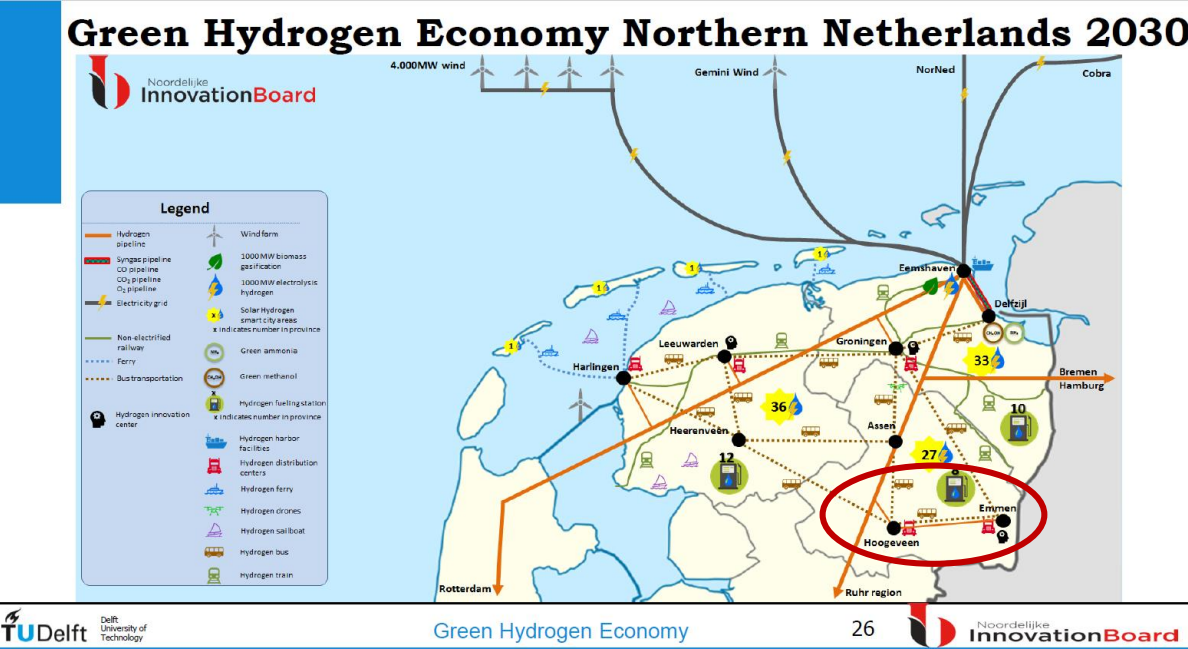 Green Hydrogen Economy Northern Netherlands 2030
Noordelijke
InnovationBoard
4.000MW wind
Gemini Wind
NorNed
Cobra
Legend
Hydrogen
pipeline
Syngas pipeline
CO pipeline
CO₂ pipeline
O₂ pipeline
Electricity grid
Non-electrified
railway
Ferry
Bus transportation
Hydrogen innovation
center
Wind farm
1000 MW biomass
gasification
1000 MW electrolysis
hydrogen
x
Solar Hydrogen
smart city areas
x indicates number in province
NH₃
Green ammonia
CH₃OH
Green methanol
x
Hydrogen fueling station
x indicates number in province
Hydrogen harbor
facilities
Hydrogen distribution
centers
Hydrogen ferry
Hydrogen drones
Hydrogen sailboat
Hydrogen bus
Hydrogen train
1
1
1
1
Eemshaven
Delfzijl
CH₃OH
NH₃
Leeuwarden
Groningen
33
Harlingen
Bremen
Hamburg
36
10
Heerenveen
Assen
12
27
Emmen
Hoogeveen
Rotterdam
Ruhr region
TUDelft
Delft
University of
Technology
Green Hydrogen Economy
26
Noordelijke
InnovationBoard